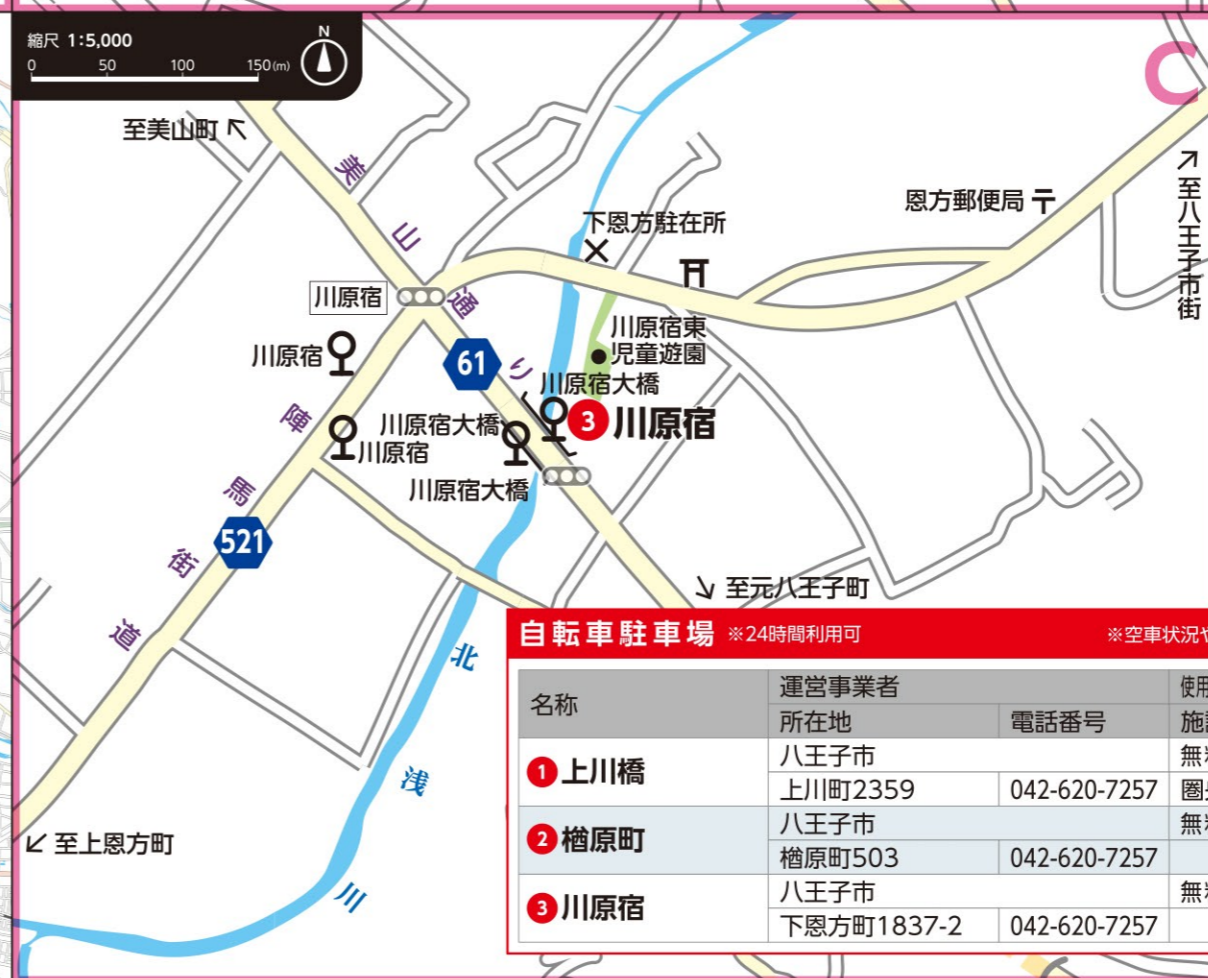 縮尺 1:5,000
0 50 100 150(m)
N
C
至美山町
美山通り
至八王子市街
恩方郵便局
下恩方駐在所
川原宿
川原宿
61
川原宿東
児童遊園
川原宿大橋
3 川原宿
川原宿大橋
川原宿
川原宿大橋
陣馬街道
521
至元八王子町
北浅川
至上恩方町
自転車駐車場 ※24時間利用可 ※空車状況
名称 運営事業者 使用
所在地 電話番号
1 上川橋 八王子市 無
上川町2359 042-620-7257
2 楢原町 八王子市 無
楢原町503 042-620-7257
3 川原宿 八王子市 無
下恩方町1837-2 042-620-7257